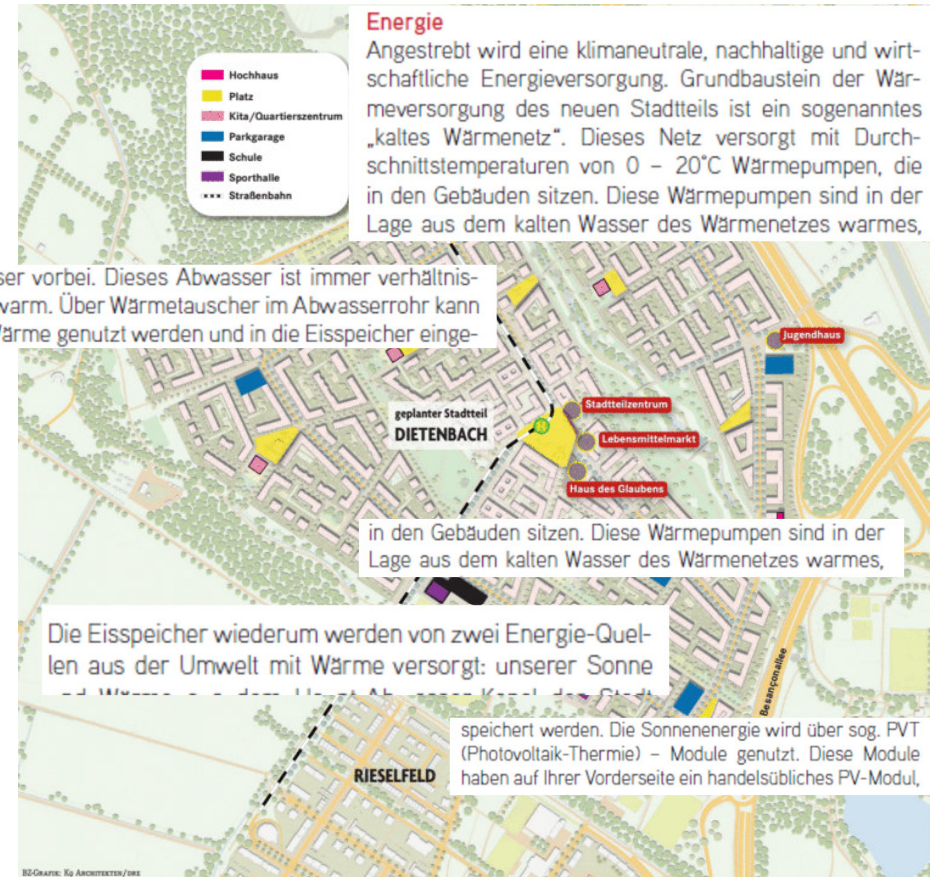 Energie
Angestrebt wird eine klimaneutrale, nachhaltige und wirt-
schaftliche Energieversorgung. Grundbaustein der Wär-
meversorgung des neuen Stadtteils ist ein sogenanntes
„kaltes Wärmenetz“. Dieses Netz versorgt mit Durch-
schnittstemperaturen von 0 – 20°C Wärmepumpen, die
in den Gebäuden sitzen. Diese Wärmepumpen sind in der
Lage aus dem kalten Wasser des Wärmenetzes warmes,
Hochhaus
Platz
Kita/Quartierszentrum
Parkgarage
Schule
Sporthalle
Straßenbahn
ser vorbei. Dieses Abwasser ist immer verhältnis-
warm. Über Wärmetauscher im Abwasserrohr kann
Wärme genutzt werden und in die Eisspeicher einge-
Jugendhaus
Stadtteilzentrum
geplanter Stadtteil
DIETENBACH
H
Lebensmittelmarkt
Haus des Glaubens
in den Gebäuden sitzen. Diese Wärmepumpen sind in der
Lage aus dem kalten Wasser des Wärmenetzes warmes,
Die Eisspeicher wiederum werden von zwei Energie-Quel-
len aus der Umwelt mit Wärme versorgt: unserer Sonne
Besançonallee
speichert werden. Die Sonnenenergie wird über sog. PVT
(Photovoltaik-Thermie) – Module genutzt. Diese Module
haben auf Ihrer Vorderseite ein handelsübliches PV-Modul,
RIESELFELD
BZ-Grafik: K9 Architekten/dre